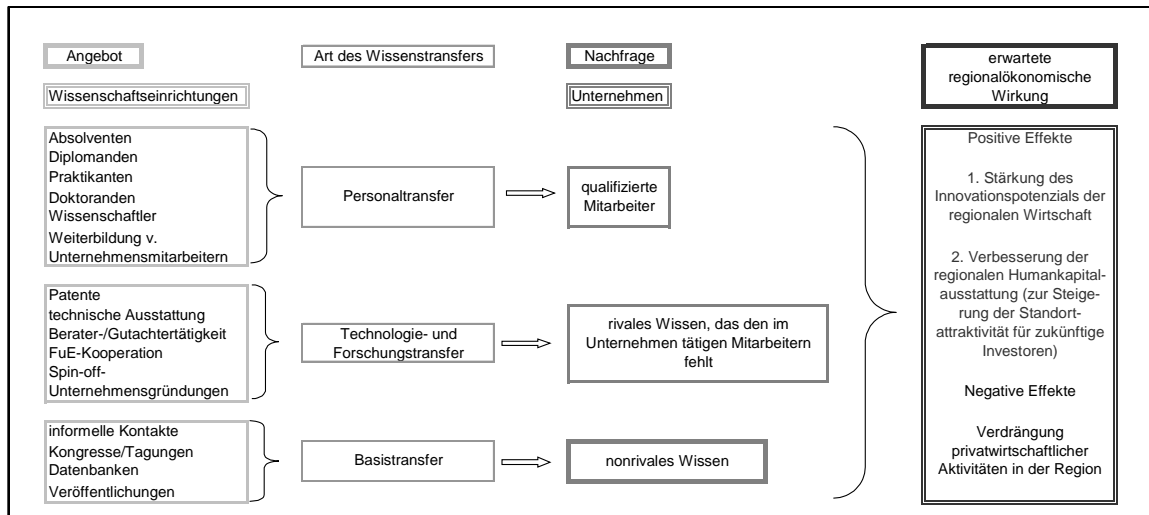 Angebot
Art des Wissenstransfers
Nachfrage
erwartete
regionalökonomische
Wirkung
Wissenschaftseinrichtungen
Unternehmen
Absolventen
Diplomanden
Praktikanten
Doktoranden
Wissenschaftler
Weiterbildung v.
Unternehmensmitarbeitern
Personaltransfer
qualifizierte
Mitarbeiter
Patente
technische Ausstattung
Berater-/Gutachtertätigkeit
FuE-Kooperation
Spin-off-
Unternehmensgründungen
Technologie- und
Forschungstransfer
rivales Wissen, das den im
Unternehmen tätigen Mitarbeitern
fehlt
informelle Kontakte
Kongresse/Tagungen
Datenbanken
Veröffentlichungen
Basistransfer
nonrivales Wissen
Positive Effekte
1. Stärkung des
Innovationspotenzials der
regionalen Wirtschaft
2. Verbesserung der
regionalen Humankapital-
ausstattung (zur Steige-
rung der Standort-
attraktivität für zukünftige
Investoren)
Negative Effekte
Verdrängung
privatwirtschaftlicher
Aktivitäten in der Region